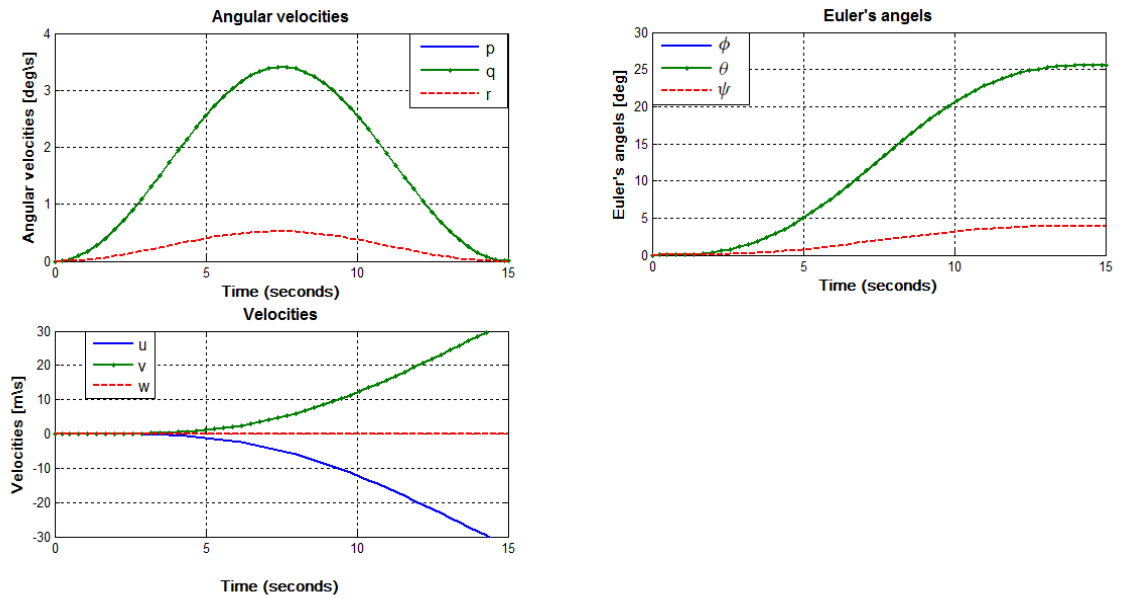 Angular velocities
Angular velocities [deg\s]
4
3
2
1
0
0 5 10 15
p
q
r
Time (seconds)
Euler's angels
Euler's angels [deg]
30
25
20
15
10
5
0
0 5 10 15
ϕ
θ
ψ
Time (seconds)
Velocities
Velocities [m\s]
30
20
10
0
-10
-20
-30
0 5 10 15
u
v
w
Time (seconds)